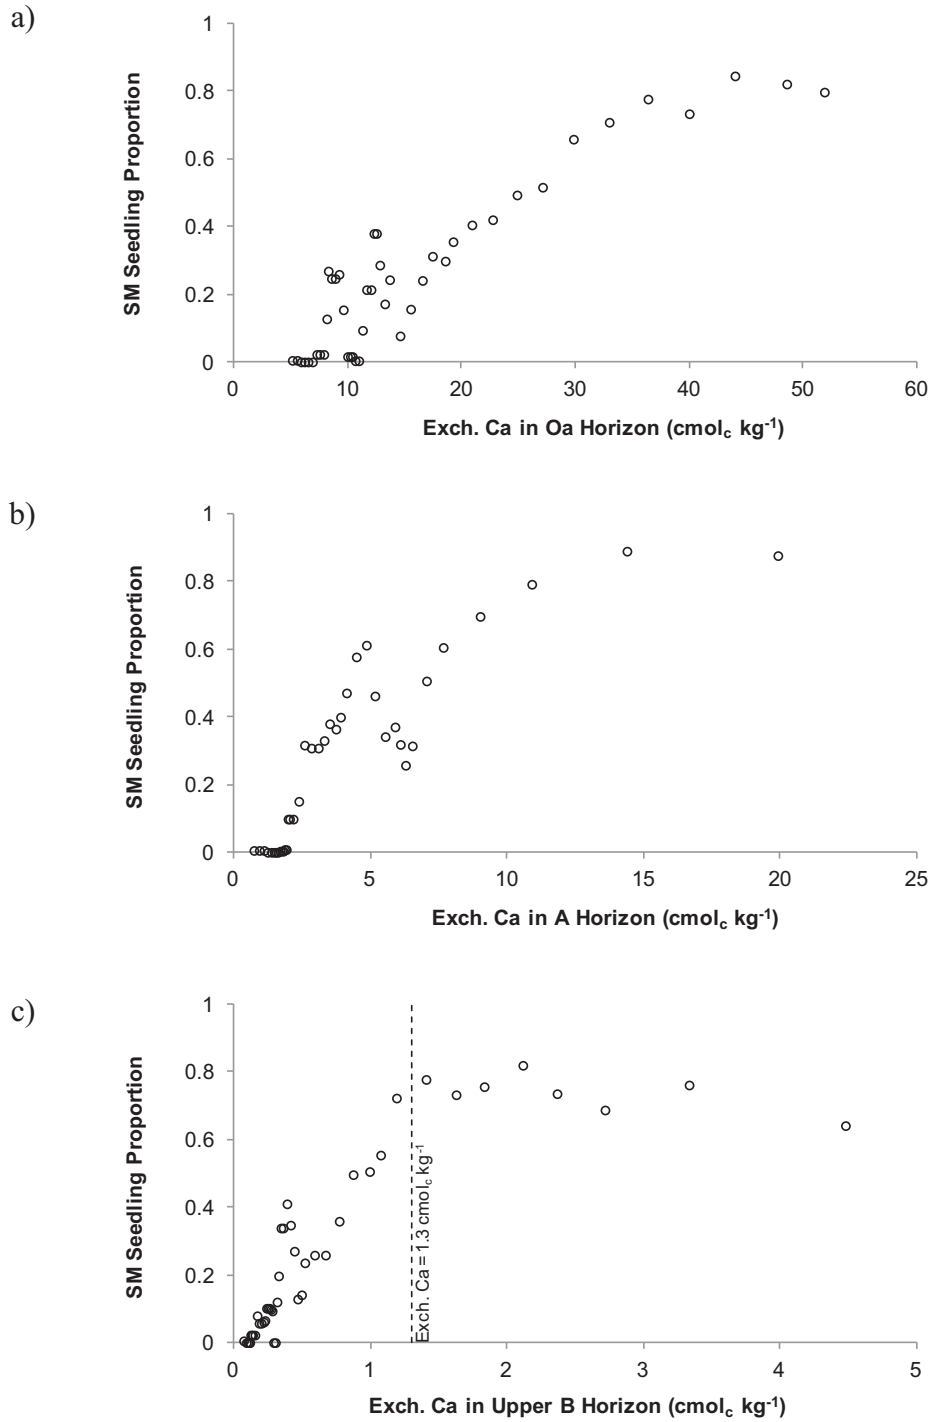 a)
1
0.8
0.6
0.4
0.2
0
SM Seedling Proportion
0 10 20 30 40 50 60
Exch. Ca in Oa Horizon (cmolc kg-1)
b)
1
0.8
0.6
0.4
0.2
0
SM Seedling Proportion
0 5 10 15 20 25
Exch. Ca in A Horizon (cmolc kg-1)
c)
1
0.8
0.6
0.4
0.2
0
SM Seedling Proportion
Exch. Ca = 1.3 cmolc kg-1
0 1 2 3 4 5
Exch. Ca in Upper B Horizon (cmolc kg-1)